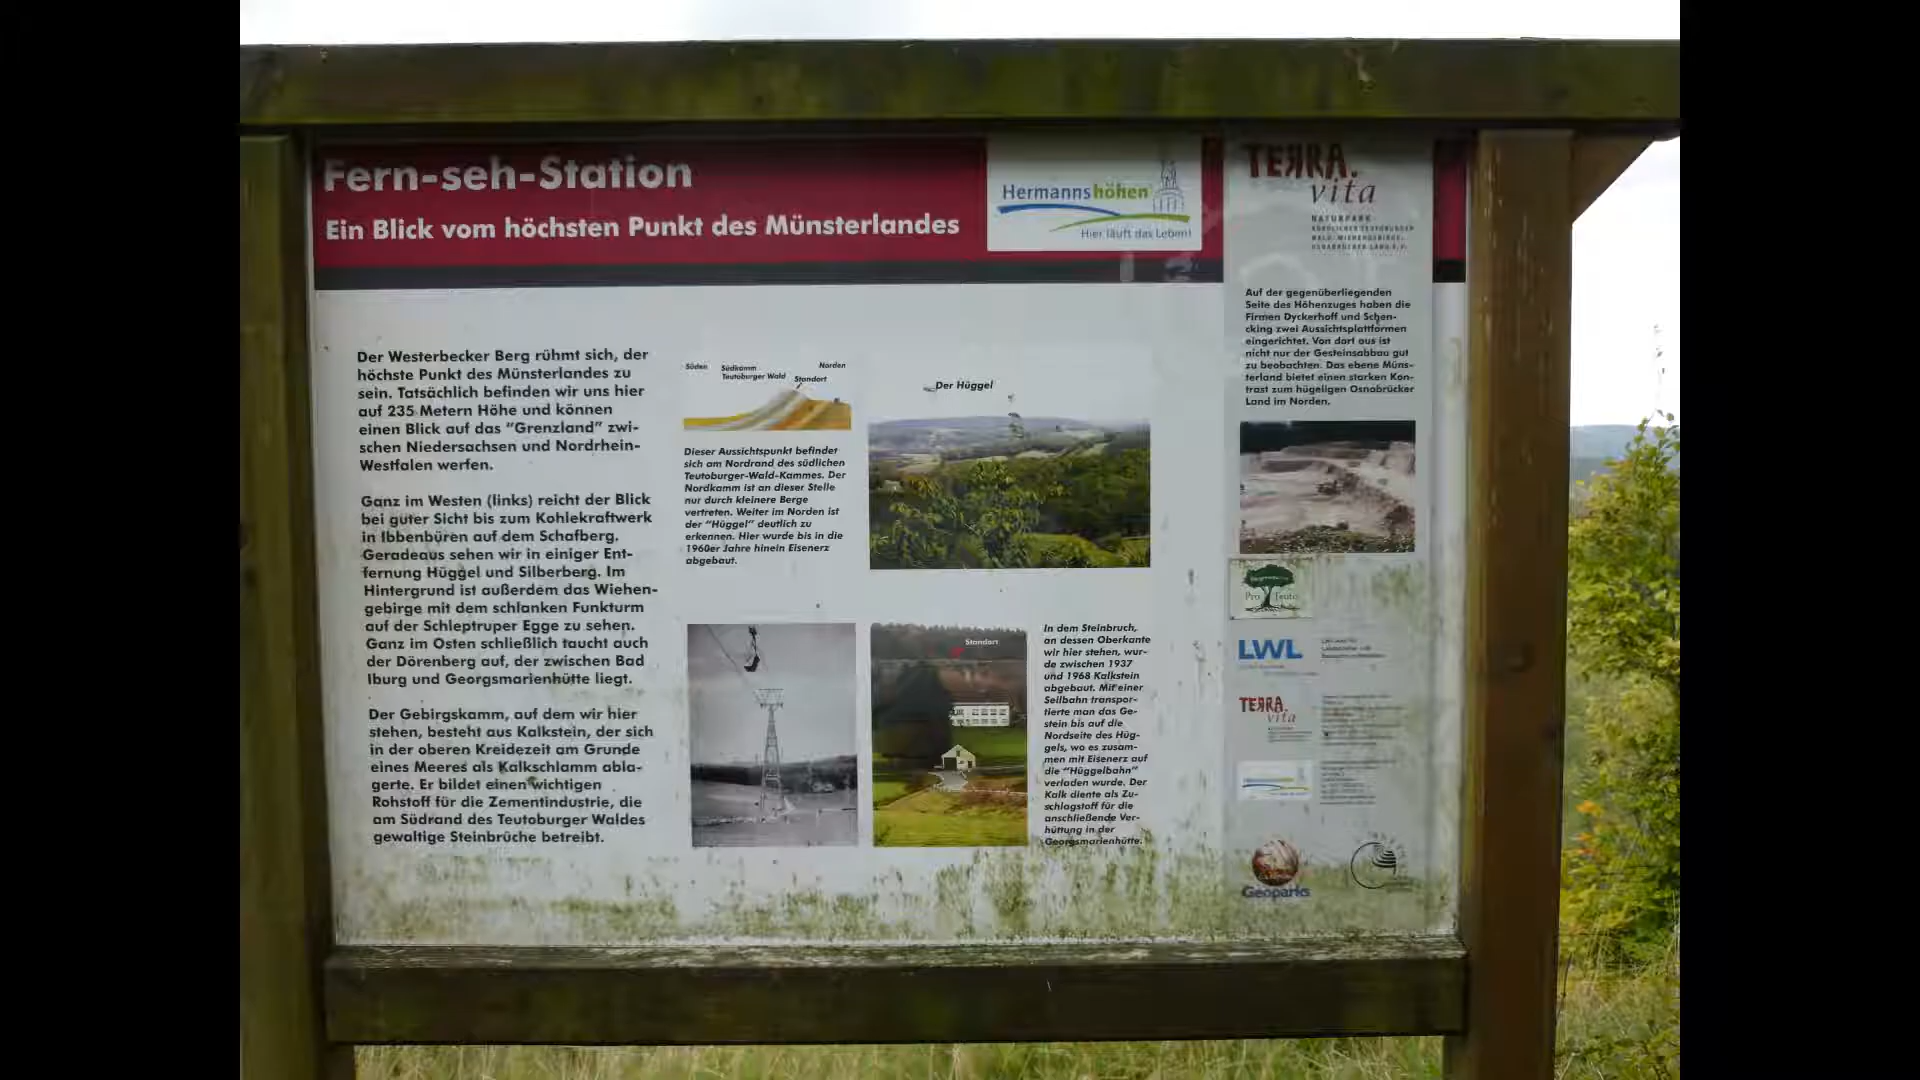 Fern-seh-Station
Ein Blick vom höchsten Punkt des Münsterlandes
Hermannshöhen
Hier läuft das Leben!
TERRA.
vita
NATURPARK
Der Westerbecker Berg rühmt sich, der
höchste Punkt des Münsterlandes zu
sein. Tatsächlich befinden wir uns hier
auf 235 Metern Höhe und können
einen Blick auf das "Grenzland" zwi-
schen Niedersachsen und Nordrhein-
Westfalen werfen.
Ganz im Westen (links) reicht der Blick
bei guter Sicht bis zum Kohlekraftwerk
in Ibbenbüren auf dem Schafberg.
Geradeaus sehen wir in einiger Ent-
fernung Hüggel und Silberberg. Im
Hintergrund ist außerdem das Wiehen-
gebirge mit dem schlanken Funkturm
auf der Schleptruper Egge zu sehen.
Ganz im Osten schließlich taucht auch
der Dörenberg auf, der zwischen Bad
Iburg und Georgsmarienhütte liegt.
Der Gebirgskamm, auf dem wir hier
stehen, besteht aus Kalkstein, der sich
in der oberen Kreidezeit am Grunde
eines Meeres als Kalkschlamm abla-
gerte. Er bildet einen wichtigen
Rohstoff für die Zementindustrie, die
am Südrand des Teutoburger Waldes
gewaltige Steinbrüche betreibt.
Süden
Südkamm
Teutoburger Wald
Standort
Norden
Dieser Aussichtspunkt befindet
sich am Nordrand des südlichen
Teutoburger-Wald-Kammes. Der
Nordkamm ist an dieser Stelle
nur durch kleinere Berge
vertreten. Weiter im Norden ist
der "Hüggel" deutlich zu
erkennen. Hier wurde bis in die
1960er Jahre hinein Eisenerz
abgebaut.
Der Hüggel
Standort
In dem Steinbruch,
an dessen Oberkante
wir hier stehen, wur-
de zwischen 1937
und 1968 Kalkstein
abgebaut. Mit einer
Seilbahn transpor-
tierte man das Ge-
stein bis auf die
Nordseite des Hüg-
gels, wo es zusam-
men mit Eisenerz auf
die "Hüggelbahn"
verladen wurde. Der
Kalk diente als Zu-
schlagstoff für die
anschließende Ver-
hüttung in der
Georgsmarienhütte.
Auf der gegenüberliegenden
Seite des Höhenzuges haben die
Firmen Dyckerhoff und Schen-
cking zwei Aussichtsplattformen
eingerichtet. Von dort aus ist
nicht nur der Gesteinsabbau gut
zu beobachten. Das ebene Müns-
terland bietet einen starken Kon-
trast zum hügeligen Osnabrücker
Land im Norden.
Pro Teuto
LWL
TERRA.
vita
Geoparks